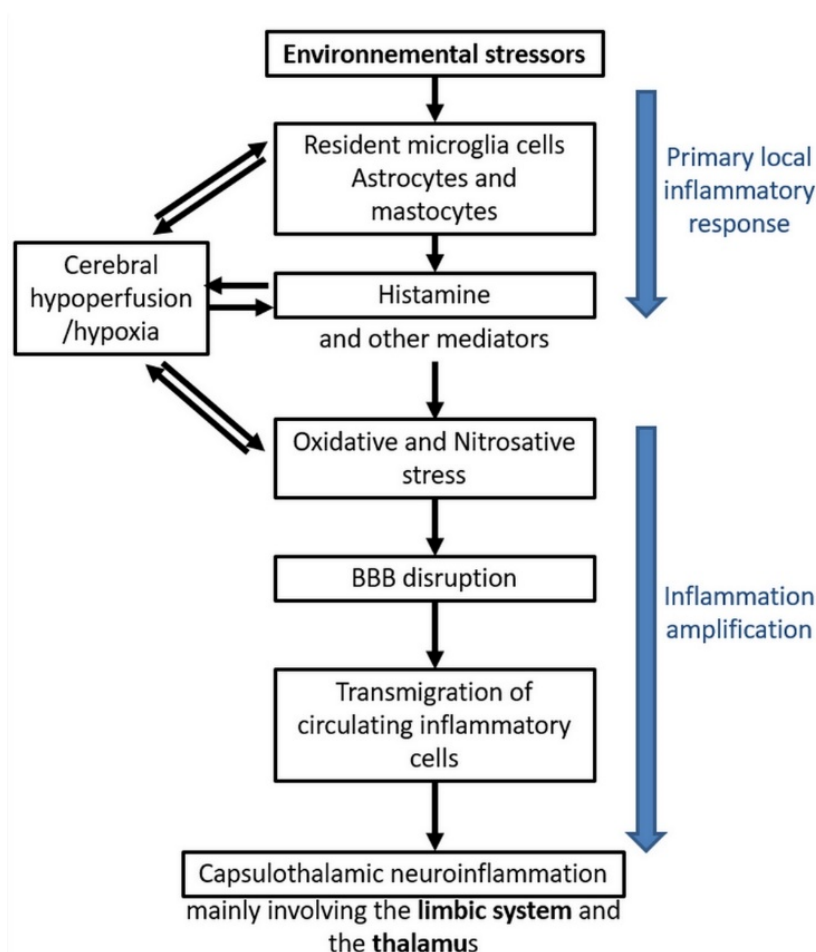 Environnemental stressors
Resident microglia cells
Astrocytes and
mastocytes
Primary local
inflammatory
response
Cerebral
hypoperfusion
/hypoxia
Histamine
and other mediators
Oxidative and Nitrosative
stress
BBB disruption
Inflammation
amplification
Transmigration of
circulating inflammatory
cells
Capsulothalamic neuroinflammation
mainly involving the limbic system and
the thalamus